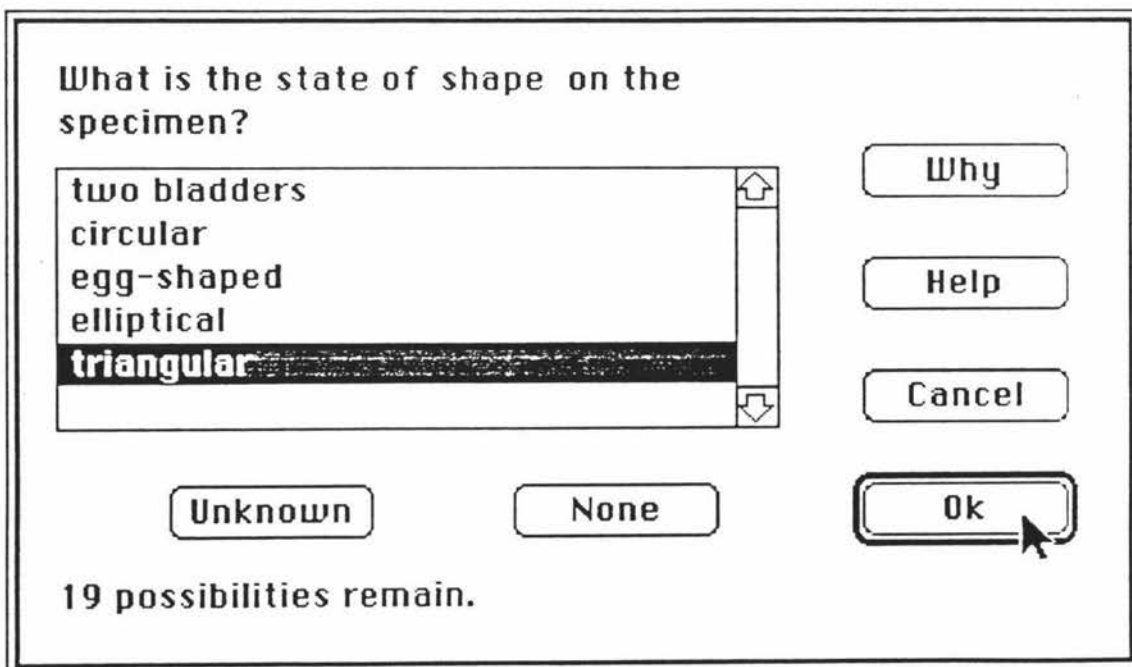 What is the state of shape on the
specimen?
two bladders
circular
egg-shaped
elliptical
triangular
Why
Help
Cancel
Unknown
None
Ok
19 possibilities remain.